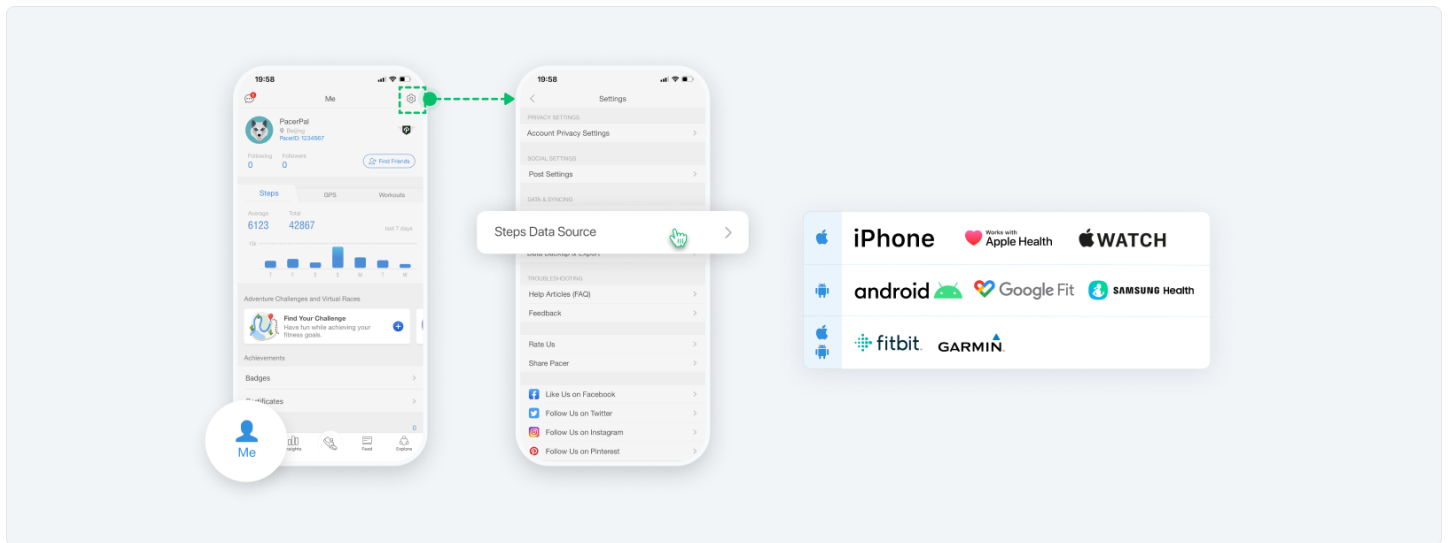 19:58
Me
PacerPal
Beijing
PacerID: 1234567
Following Followers
0 0
Find Friends
Steps GPS Workouts
Average Total
6123 42867
last 7 days
T F S S M T W
Adventure Challenges and Virtual Races
Find Your Challenge
Have fun while achieving your
fitness goals.
Achievements
Badges
0
Feed Explore
Me
19:58
Settings
PRIVACY SETTINGS
Account Privacy Settings
SOCIAL SETTINGS
Post Settings
DATA & SYNCING
Steps Data Source
Data Backup & Export
TROUBLESHOOTING
Help Articles (FAQ)
Feedback
Rate Us
Share Pacer
Like Us on Facebook
Follow Us on Twitter
Follow Us on Instagram
Follow Us on Pinterest
iPhone Works with Apple Health WATCH
android Google Fit SAMSUNG Health
fitbit. GARMIN.